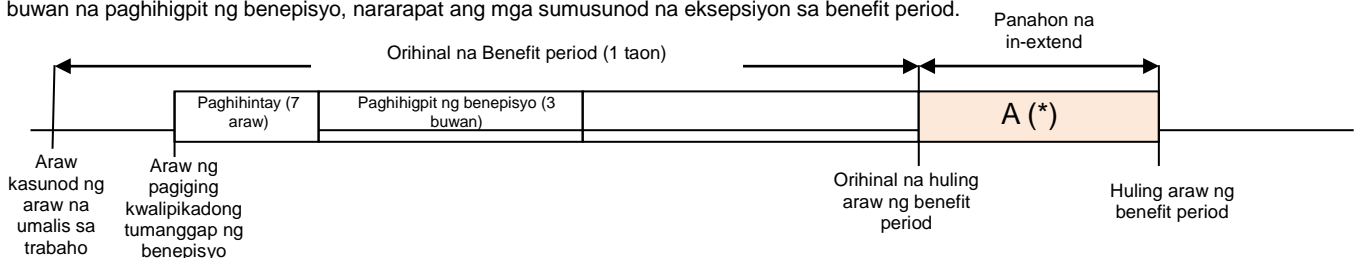 buwan na paghihigpit ng benepisyo, nararapat ang mga sumusunod na eksepsiyon sa benefit period.
Panahon na
in-extend
Orihinal na Benefit period (1 taon)
Paghihintay (7
araw)
Paghihigpit ng benepisyo (3
buwan)
A (*)
Araw
kasunod ng
araw na
umalis sa
trabaho
Araw ng
pagiging
kwalipikadong
tumanggap ng
benepisyo
Orihinal na huling
araw ng benefit
period
Huling araw ng
benefit period